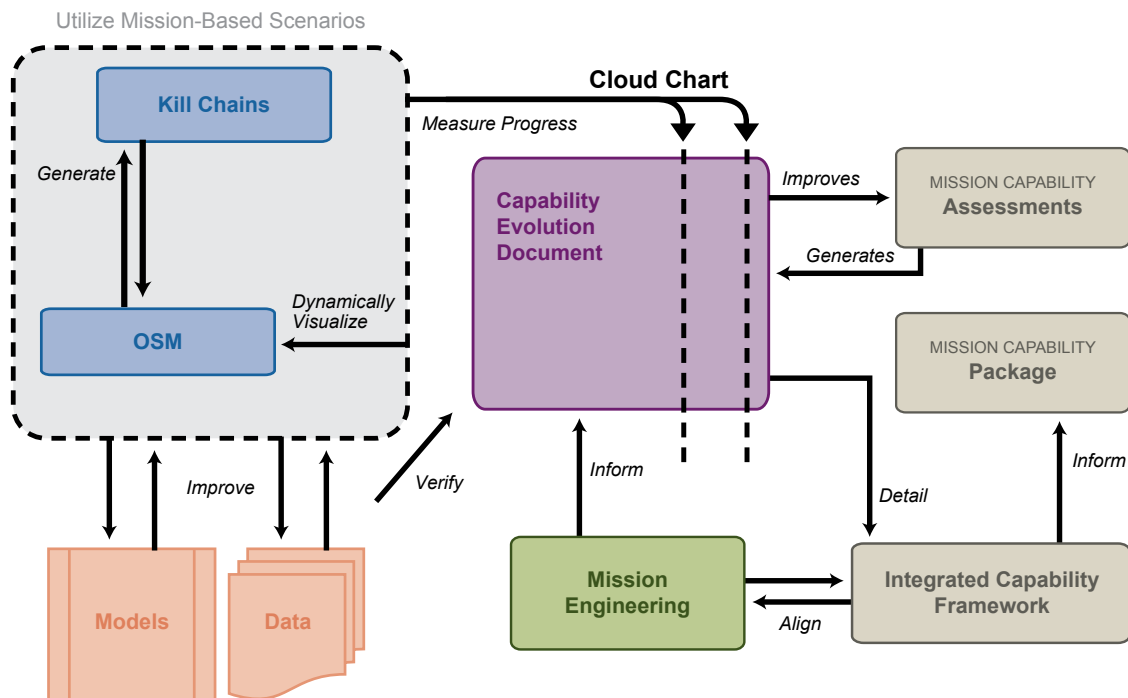 Utilize Mission-Based Scenarios
Kill Chains
Generate
OSM
Dynamically
Visualize
Cloud Chart
Measure Progress
Capability
Evolution
Document
Improves
MISSION CAPABILITY
Assessments
Generates
MISSION CAPABILITY
Package
Improve
Verify
Inform
Detail
Inform
Models
Data
Mission
Engineering
Align
Integrated Capability
Framework